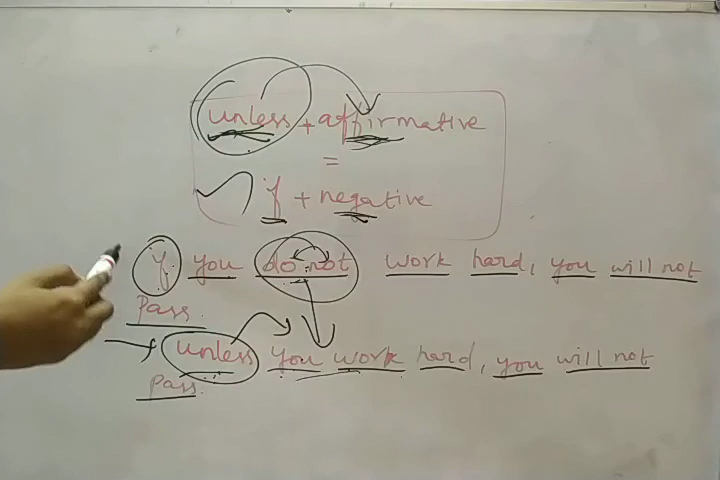 unless + affirmative
=
if + negative
If you do not work hard, you will not
pass.
unless you work hard, you will not
pass.